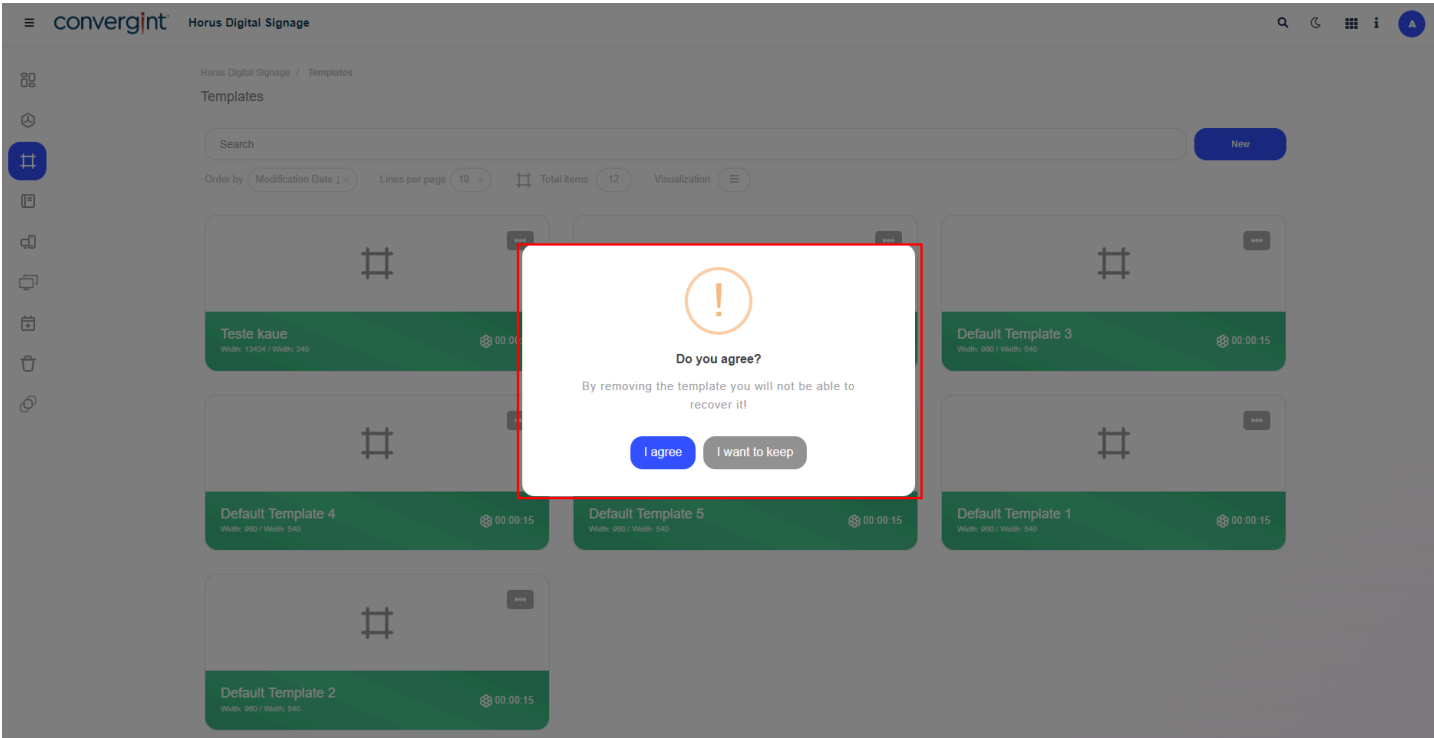 convergint Horus Digital Signage
A
Horus Digital Signage / Templates
Templates
Search
New
Order by Modification Date ↓ Lines per page 10 Total items 12 Visualization
Teste kaue
Width: 13434 / Width: 345
Default Template 3
Width: 960 / Width: 540
00:00:15
!
Do you agree?
By removing the template you will not be able to
recover it!
I agree
I want to keep
Default Template 4
Width: 960 / Width: 540
00:00:15
Default Template 5
Width: 960 / Width: 540
00:00:15
Default Template 1
Width: 960 / Width: 540
00:00:15
Default Template 2
Width: 960 / Width: 540
00:00:15